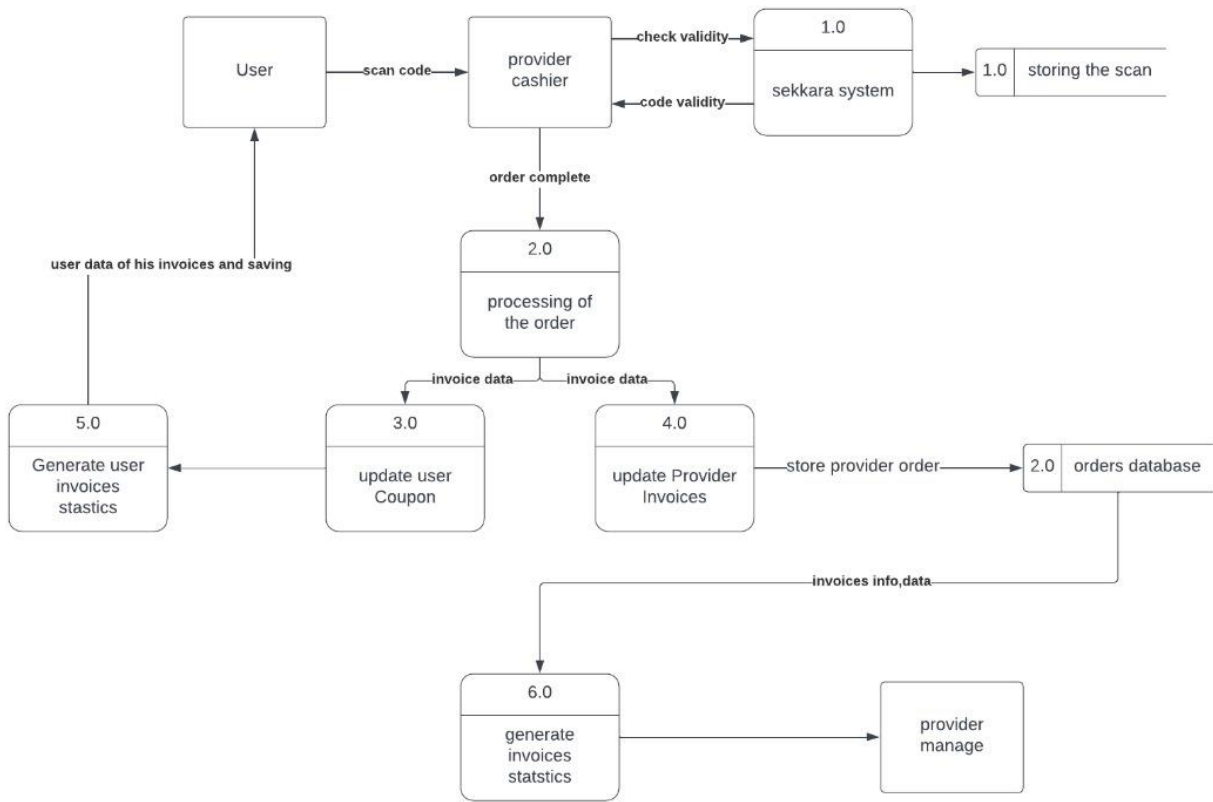 User
scan code
provider
cashier
check validity
code validity
1.0
sekkara system
1.0
storing the scan
order complete
2.0
processing of
the order
user data of his invoices and saving
invoice data
invoice data
5.0
Generate user
invoices
stastics
3.0
update user
Coupon
4.0
update Provider
Invoices
store provider order
2.0
orders database
invoices info,data
6.0
generate
invoices
statstics
provider
manage